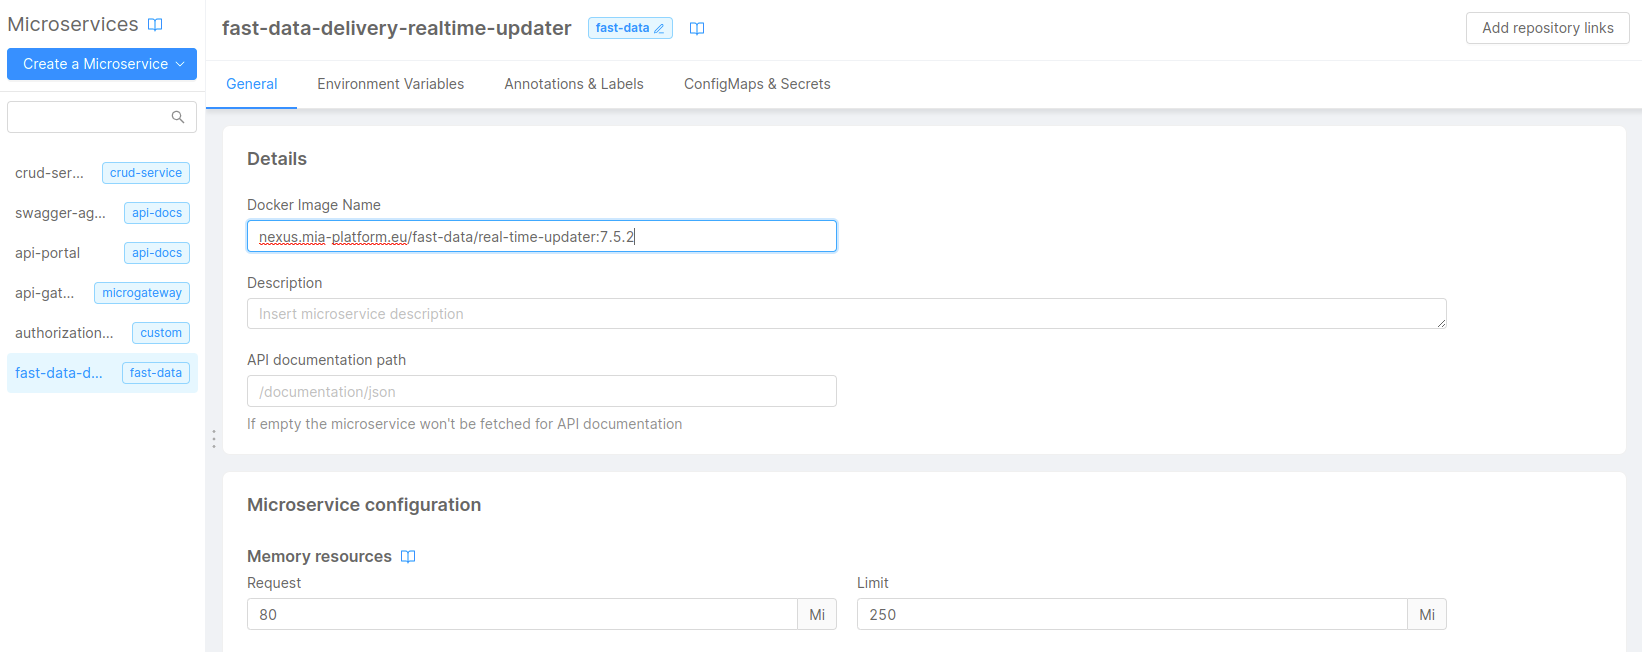 Microservices
Create a Microservice
crud-ser... crud-service
swagger-ag... api-docs
api-portal api-docs
api-gat... microgateway
authorization... custom
fast-data-d... fast-data
fast-data-delivery-realtime-updater fast-data
Add repository links
General Environment Variables Annotations & Labels ConfigMaps & Secrets
Details
Docker Image Name
nexus.mia-platform.eu/fast-data/real-time-updater:7.5.2
Description
Insert microservice description
API documentation path
/documentation/json
If empty the microservice won't be fetched for API documentation
Microservice configuration
Memory resources
Request Limit
80 Mi 250 Mi